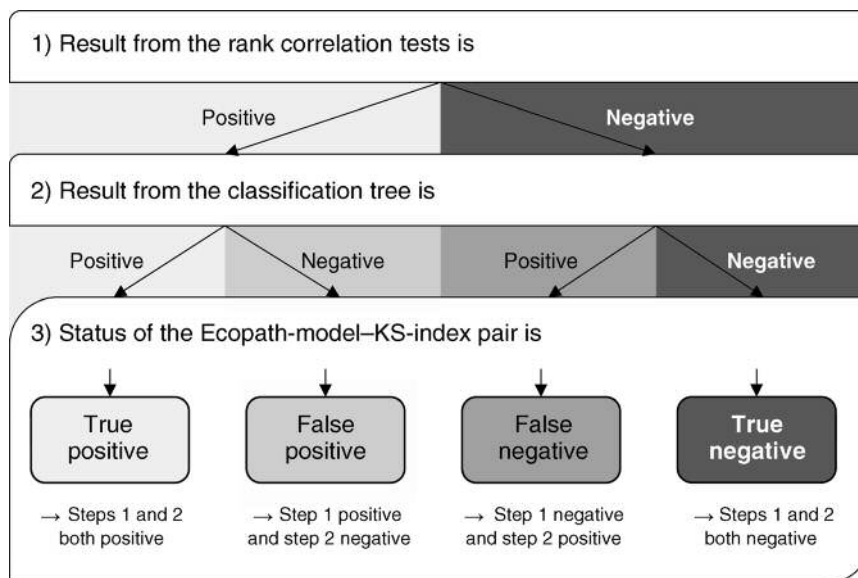 1) Result from the rank correlation tests is
Positive
Negative
2) Result from the classification tree is
Positive
Negative
Positive
Negative
3) Status of the Ecopath-model–KS-index pair is
True
positive
False
positive
False
negative
True
negative
→ Steps 1 and 2
both positive
→ Step 1 positive
and step 2 negative
→ Step 1 negative
and step 2 positive
→ Steps 1 and 2
both negative